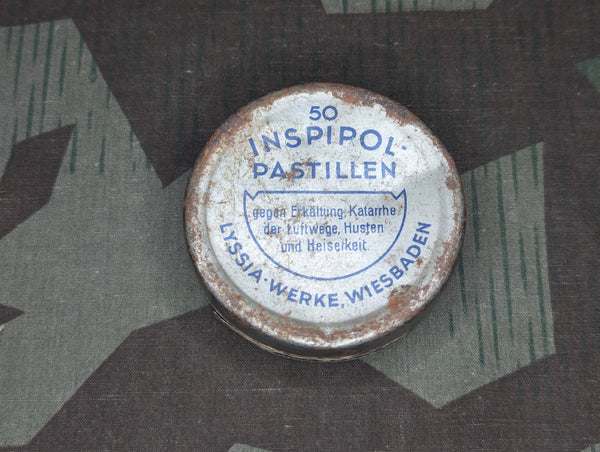 50
INSPIROL-
PASTILLEN
gegen Erkältung, Katarrhe
der Luftwege, Husten
und Heiserkeit.
LYSSIA-WERKE, WIESBADEN